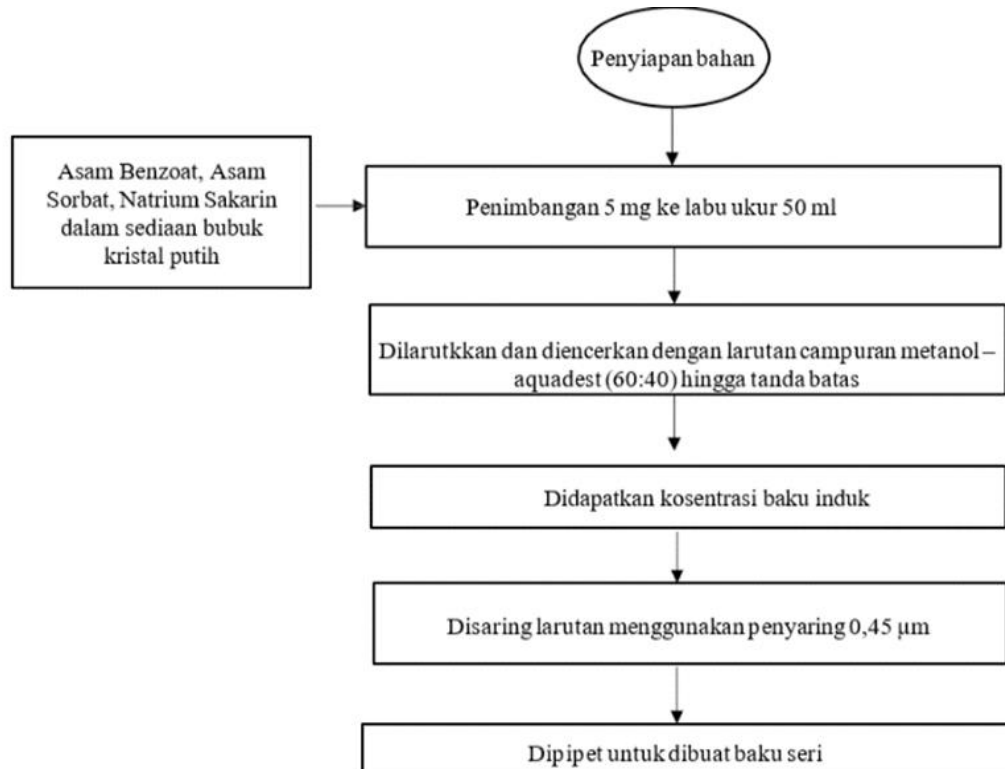 Penyiapan bahan
Asam Benzoat, Asam
Sorbat, Natrium Sakarin
dalam sediaan bubuk
kristal putih
Penimbangan 5 mg ke labu ukur 50 ml
Dilarutkkan dan diencerkan dengan larutan campuran metanol –
aquadest (60:40) hingga tanda batas
Didapatkan kosentrasi baku induk
Disaring larutan menggunakan penyaring 0,45 µm
Dipipet untuk dibuat baku seri